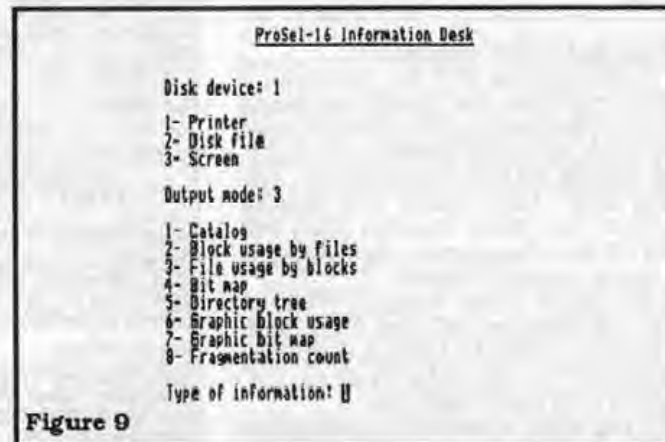 ProSel-16 Information Desk
Disk device: 1
1- Printer
2- Disk file
3- Screen
Output mode: 3
1- Catalog
2- Block usage by files
3- File usage by blocks
4- Bit map
5- Directory tree
6- Graphic block usage
7- Graphic bit map
8- Fragmentation count
Type of information:
Figure 9